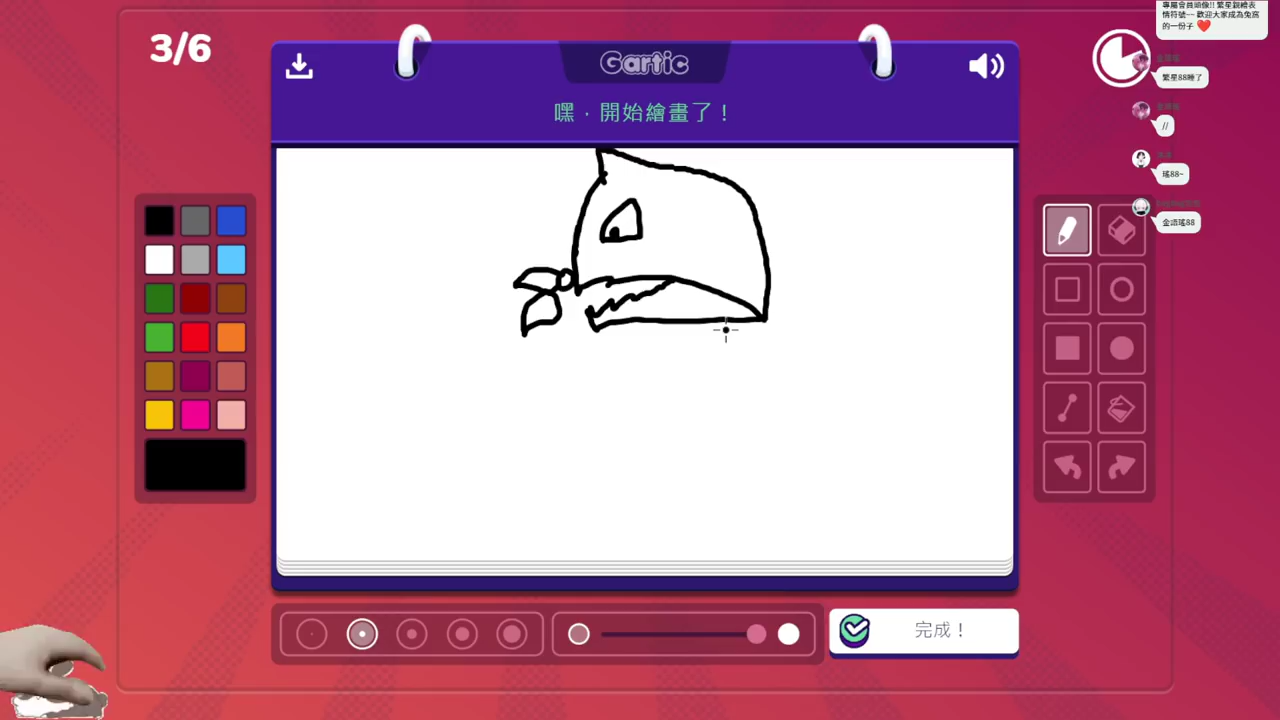 3/6
Gartic
嘿，開始繪畫了！
專屬會員頭像!! 繁星親繪表
情符號~~ 歡迎大家成為兔窩
的一份子
繁星88睡了
//
瑤88~
金語瑤88
完成！